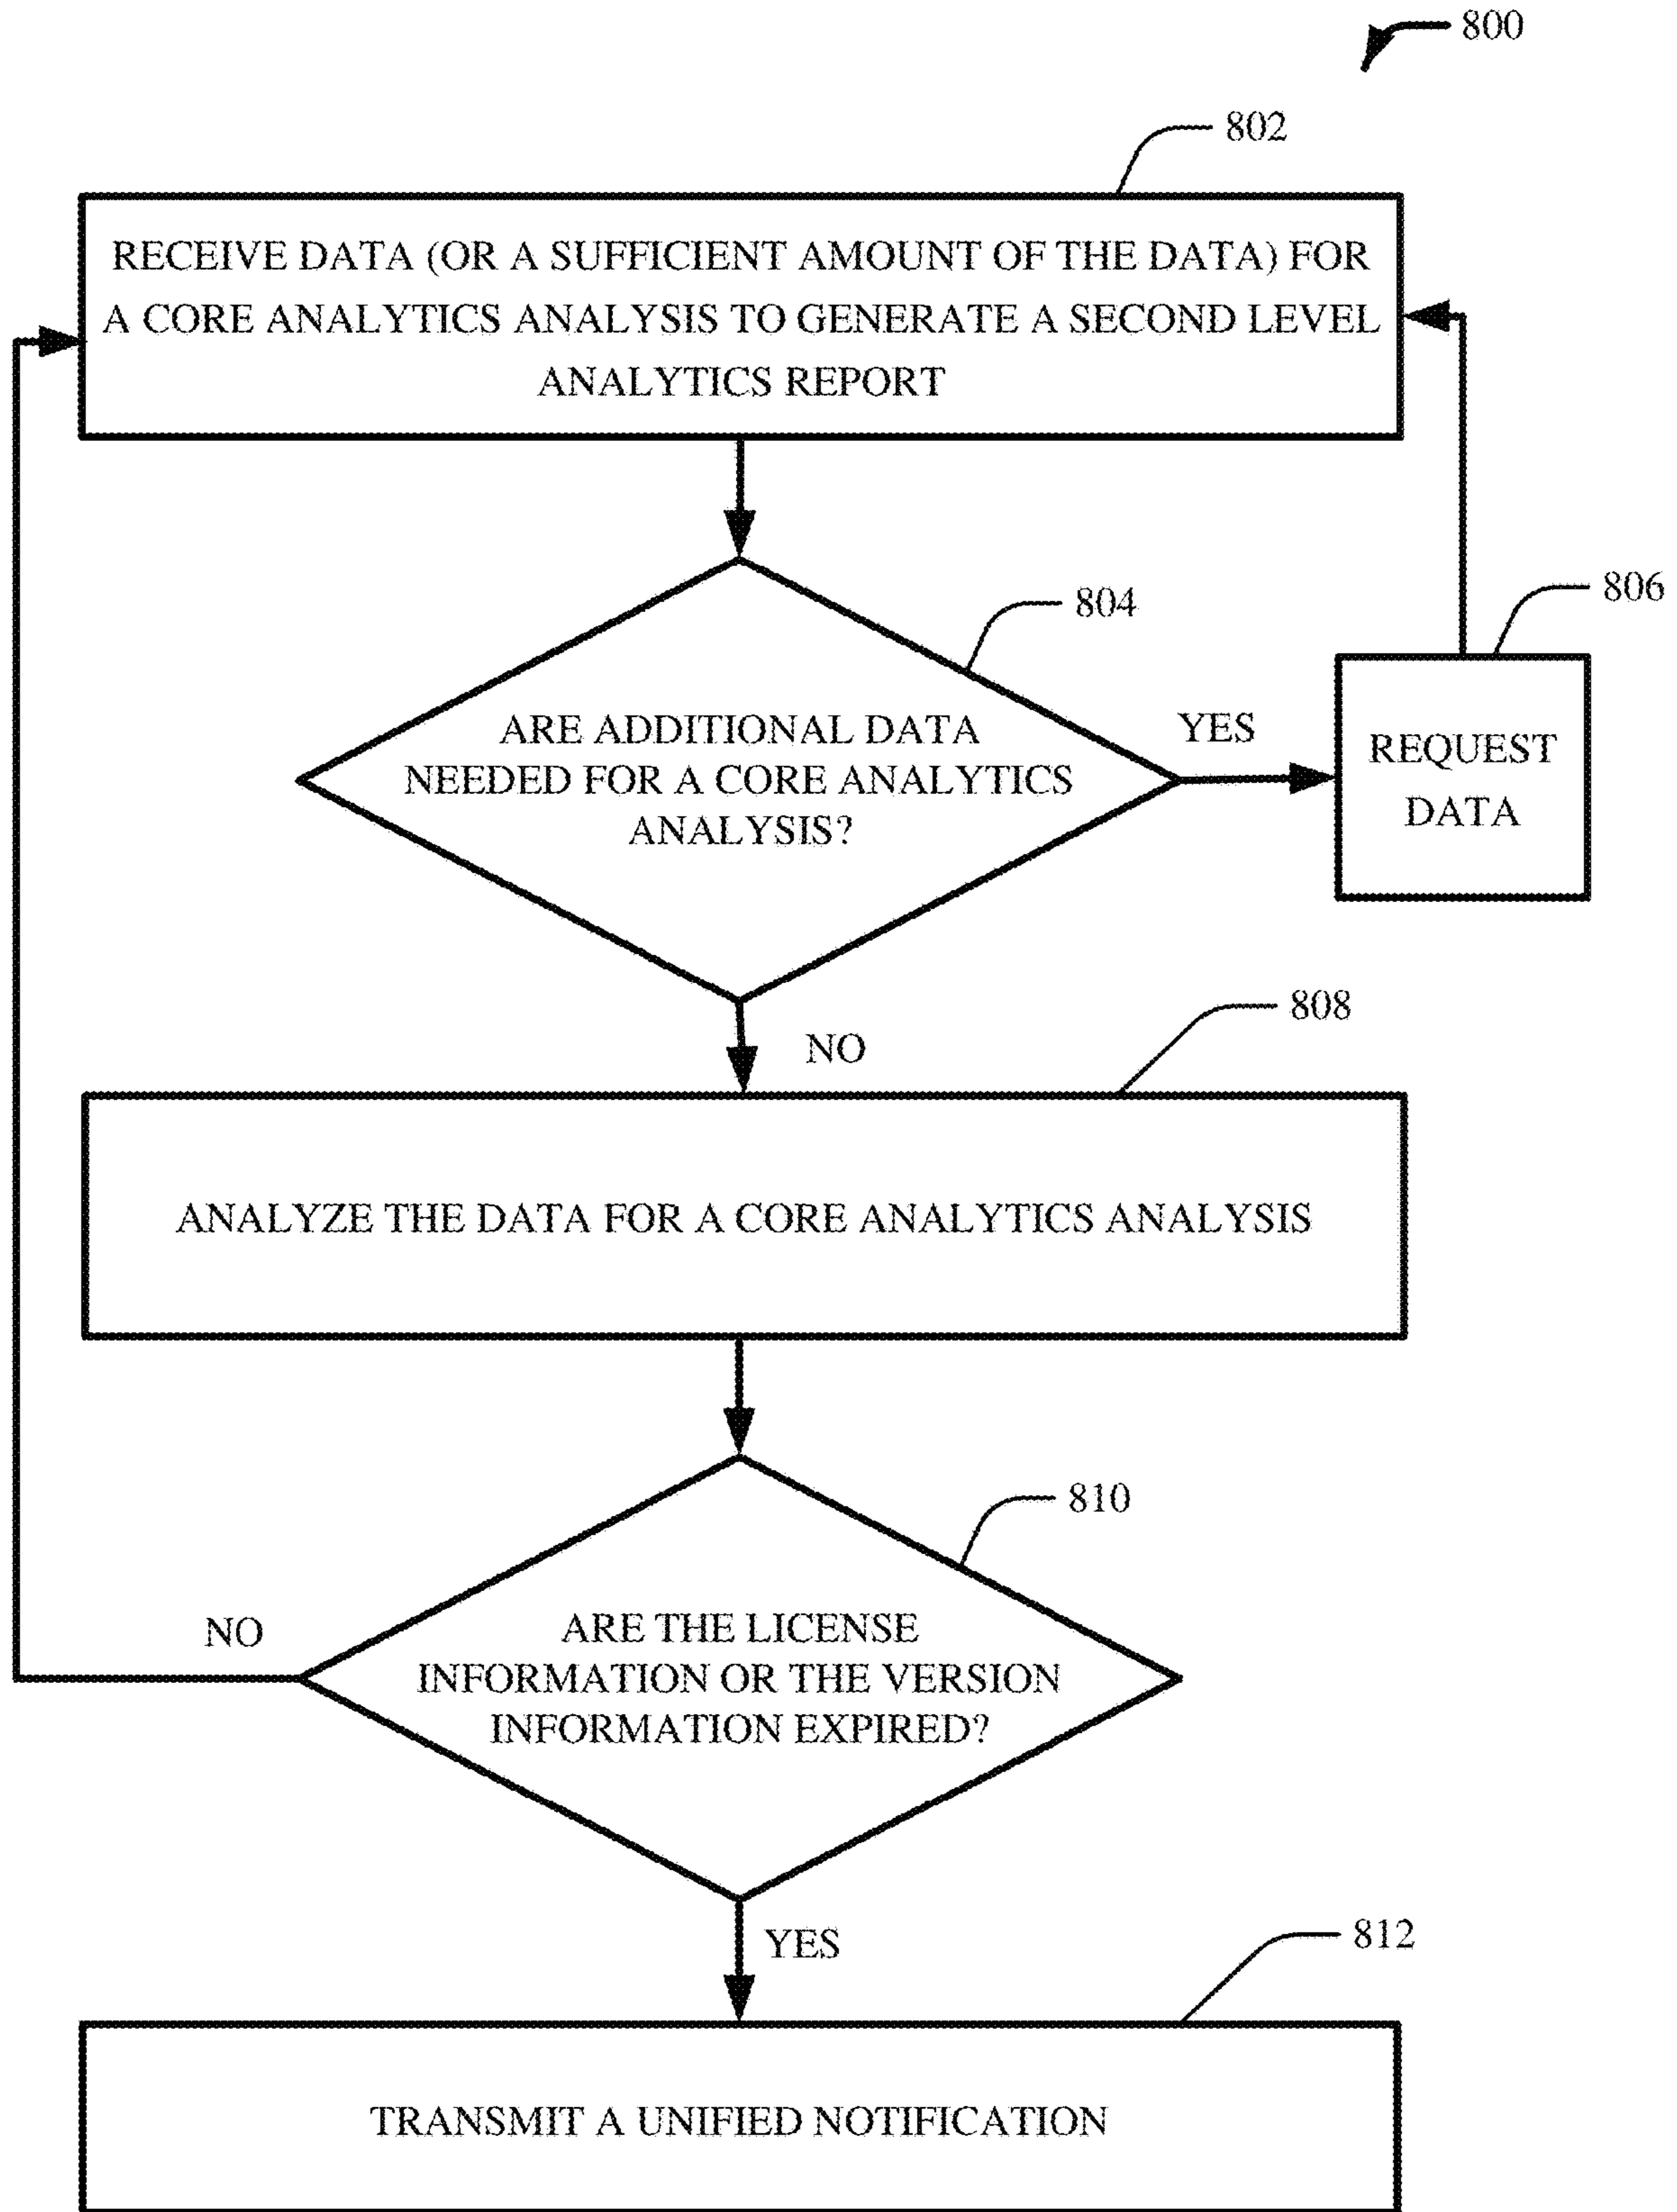 800
802
RECEIVE DATA (OR A SUFFICIENT AMOUNT OF THE DATA) FOR
A CORE ANALYTICS ANALYSIS TO GENERATE A SECOND LEVEL
ANALYTICS REPORT
804
806
ARE ADDITIONAL DATA
NEEDED FOR A CORE ANALYTICS
ANALYSIS?
YES
REQUEST
DATA
NO
808
ANALYZE THE DATA FOR A CORE ANALYTICS ANALYSIS
810
ARE THE LICENSE
INFORMATION OR THE VERSION
INFORMATION EXPIRED?
NO
YES
812
TRANSMIT A UNIFIED NOTIFICATION